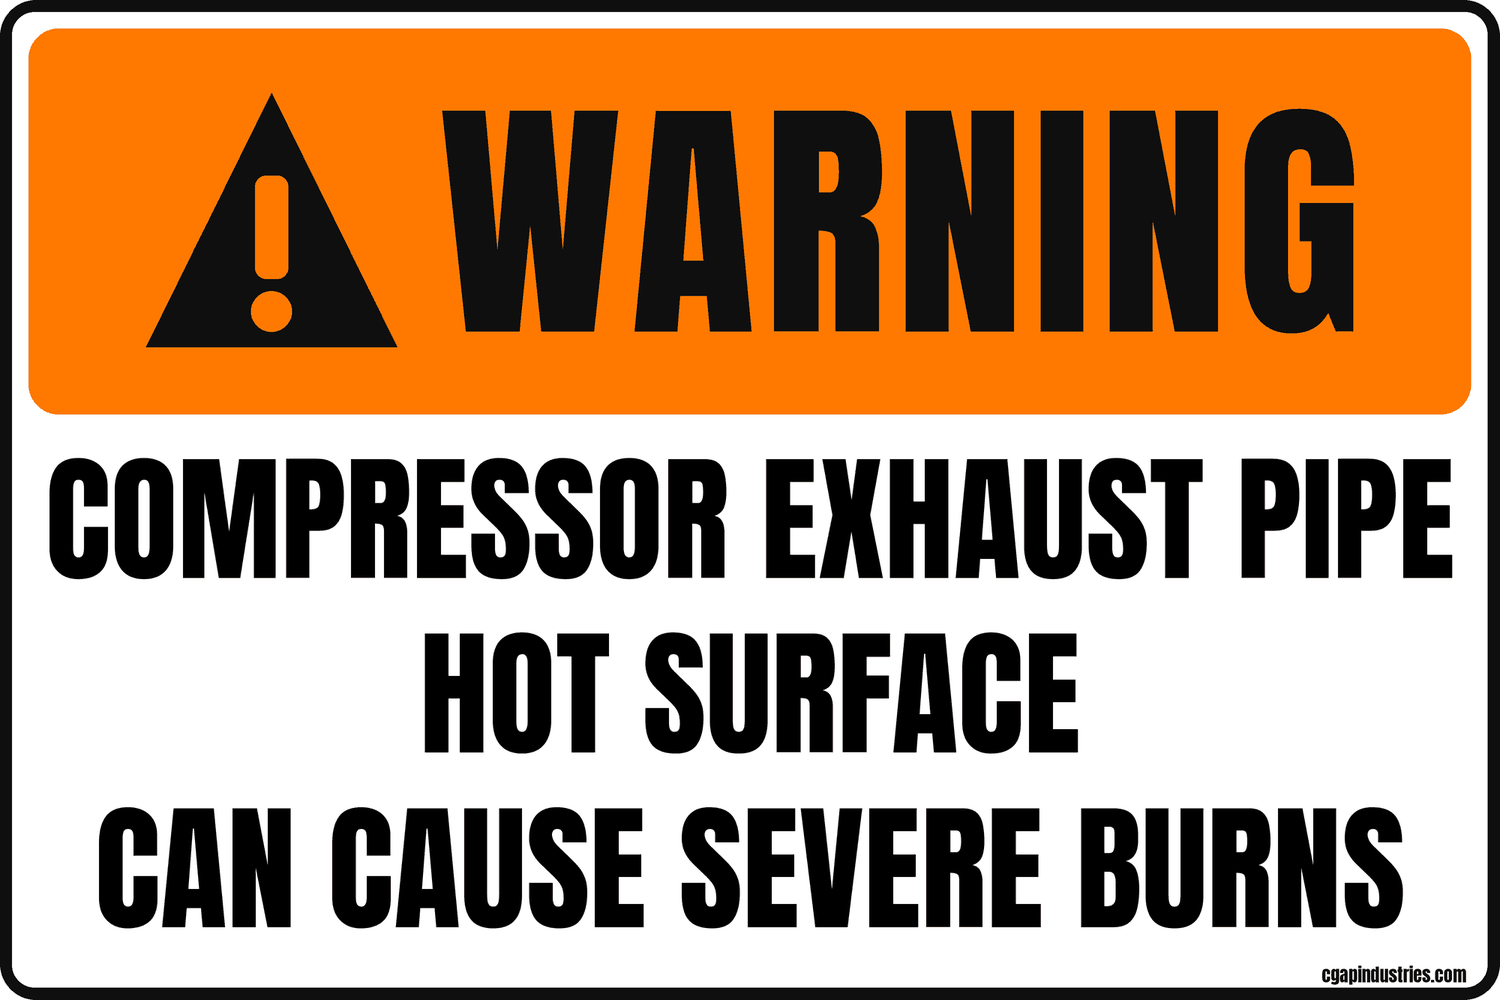 WARNING
COMPRESSOR EXHAUST PIPE
HOT SURFACE
CAN CAUSE SEVERE BURNS
cgapindustries.com